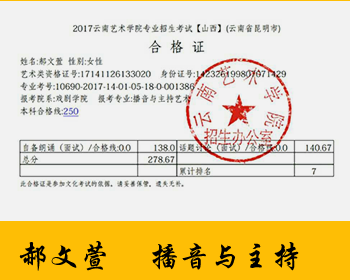 2017云南艺术学院专业招生考试【山西】(云南省昆明市)
合格证
姓名:郝文萱 性别:女性
艺术类资格证号:17141126133020 身份证号:142326199807071429
专业考号:10690-2017-14-01-05-18-0-001386
报考院系:戏剧学院 报考专业:播音与主持艺术
本科合格线:250
云南艺术学院
招生办公室
自备朗诵（面试）/合格线:0.0 138.0 话题讨论（面试）/合格线:0.0 140.67
总分 278.67
累计排名 7
此合格证是参加文化考试的依据。请妥善保管，遗失无补。
郝文萱 播音与主持